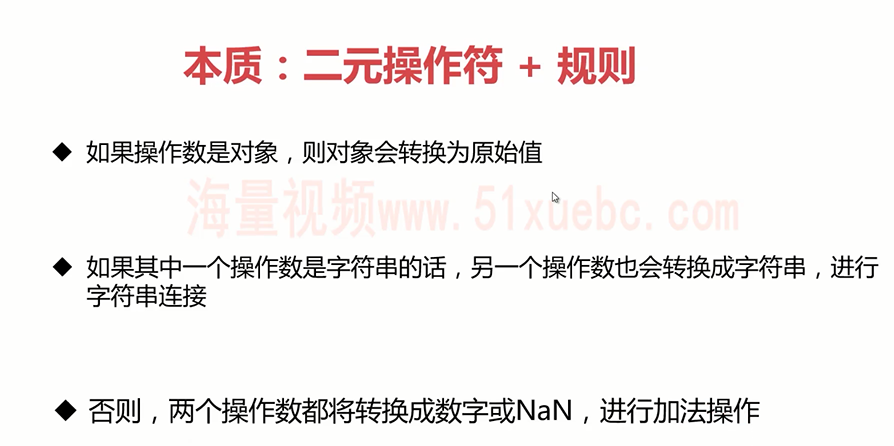 本质：二元操作符 + 规则
◆ 如果操作数是对象，则对象会转换为原始值
海量视频www.51xuebc.com
◆ 如果其中一个操作数是字符串的话，另一个操作数也会转换成字符串，进行
字符串连接
◆ 否则，两个操作数都将转换成数字或NaN，进行加法操作